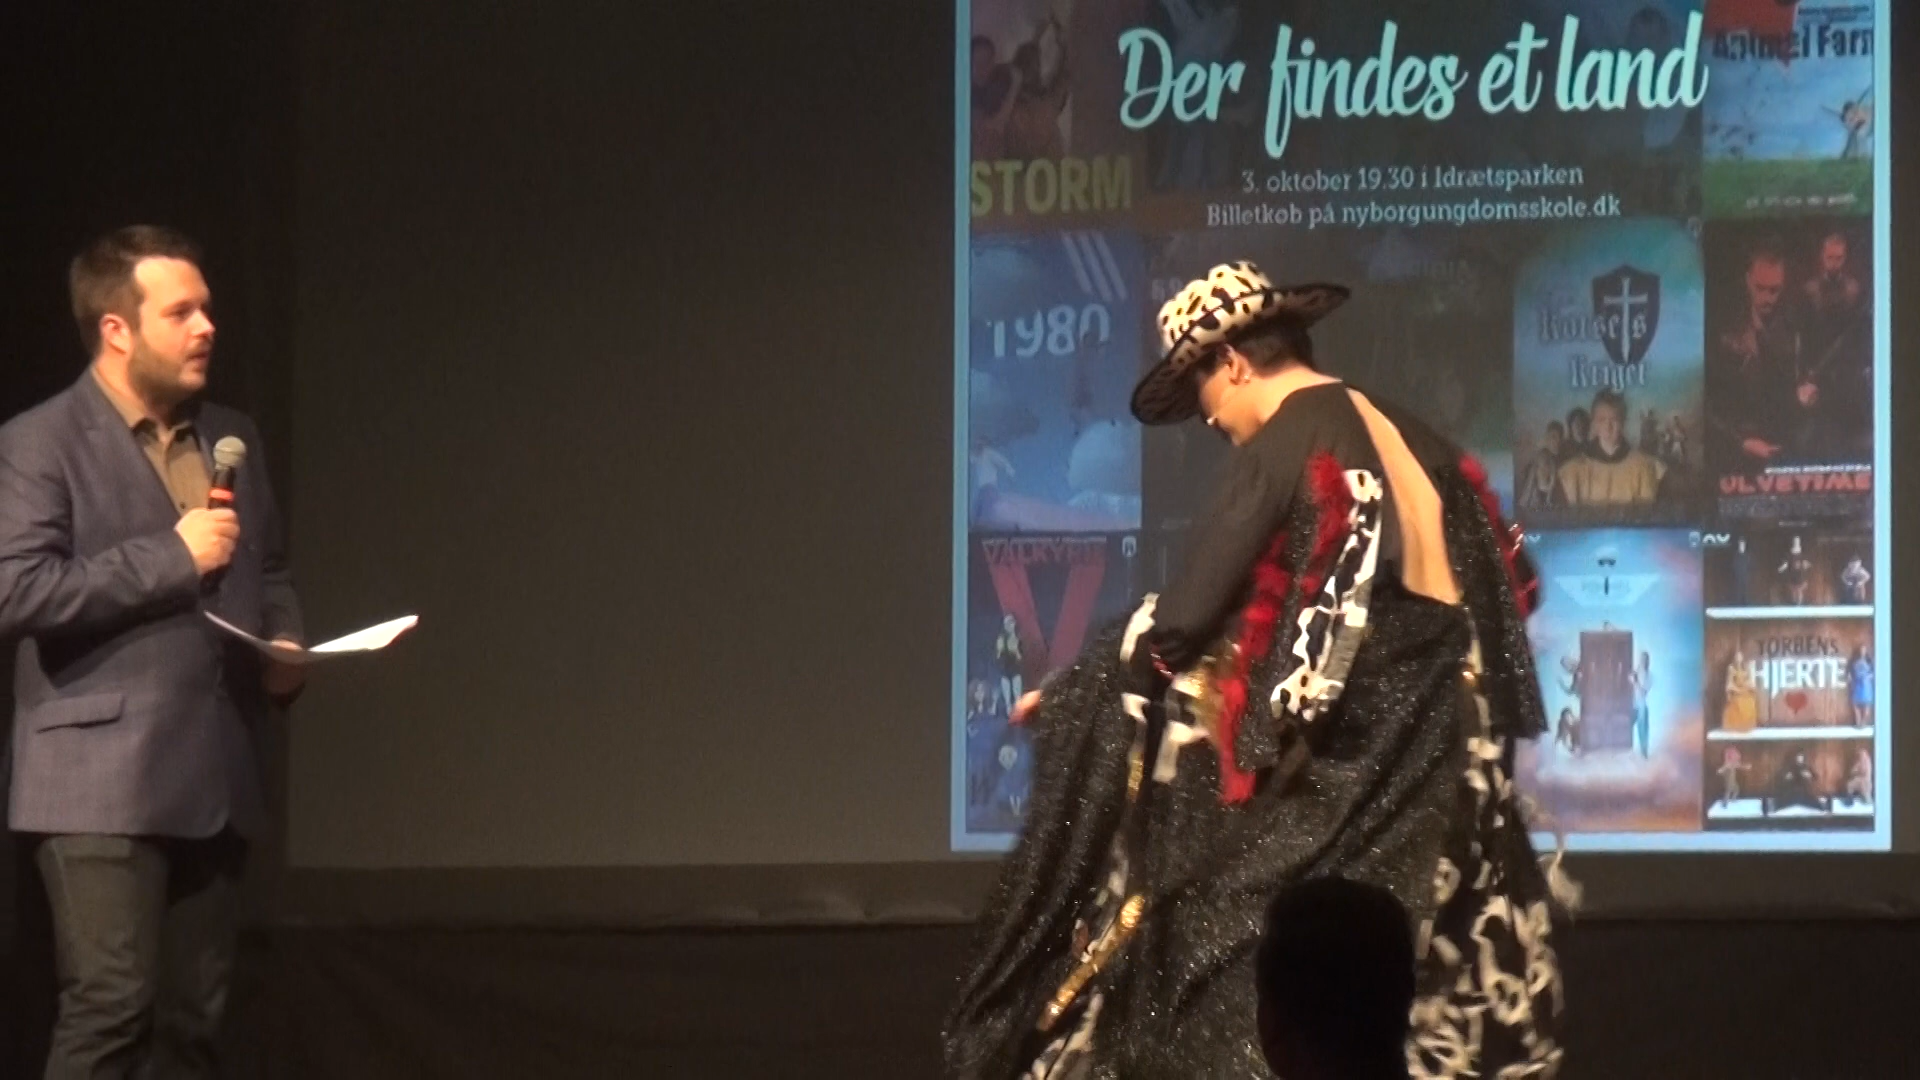 Der findes et land
3. oktober 19.30 i Idrætsparken
Billetkøb på nyborgungdomsskole.dk
Animal Farm
STORM
1980
Korsets
Kriget
ULVETIME
VALKYRIE
TORBENS
HJERTE